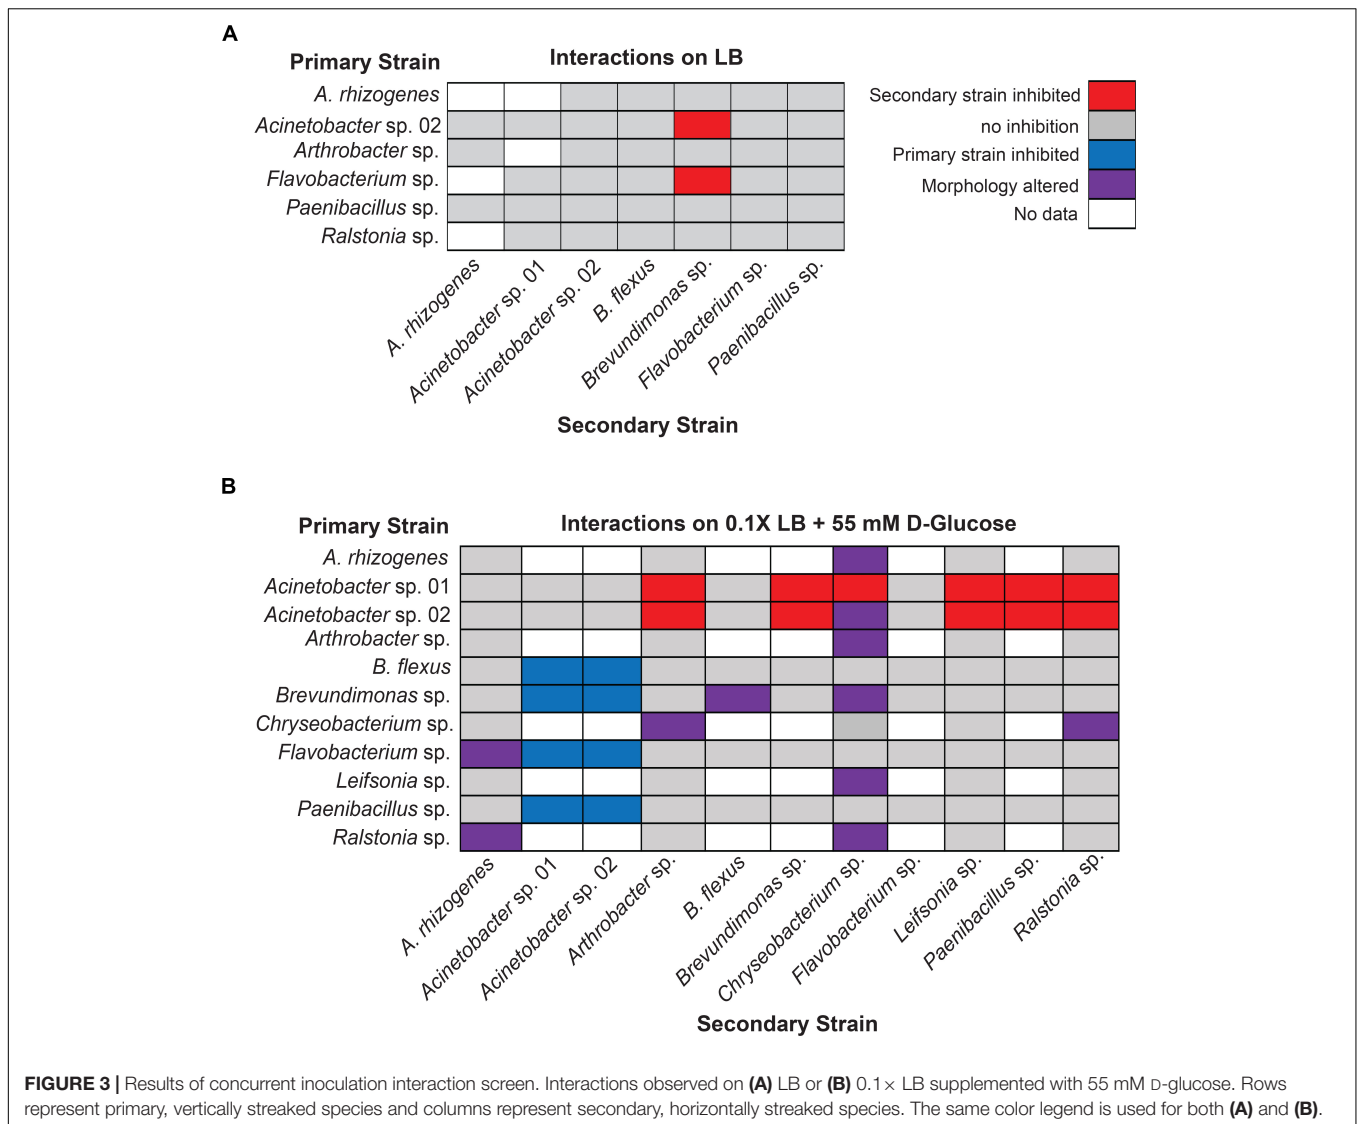 A
Primary Strain
Interactions on LB
A. rhizogenes
Acinetobacter sp. 02
Arthrobacter sp.
Flavobacterium sp.
Paenibacillus sp.
Ralstonia sp.
Secondary strain inhibited
no inhibition
Primary strain inhibited
Morphology altered
No data
A. rhizogenes
Acinetobacter sp. 01
Acinetobacter sp. 02
B. flexus
Brevundimonas sp.
Flavobacterium sp.
Paenibacillus sp.
Secondary Strain
B
Primary Strain
Interactions on 0.1X LB + 55 mM D-Glucose
A. rhizogenes
Acinetobacter sp. 01
Acinetobacter sp. 02
Arthrobacter sp.
B. flexus
Brevundimonas sp.
Chryseobacterium sp.
Flavobacterium sp.
Leifsonia sp.
Paenibacillus sp.
Ralstonia sp.
A. rhizogenes
Acinetobacter sp. 01
Acinetobacter sp. 02
Arthrobacter sp.
B. flexus
Brevundimonas sp.
Chryseobacterium sp.
Flavobacterium sp.
Leifsonia sp.
Paenibacillus sp.
Ralstonia sp.
Secondary Strain
FIGURE 3 | Results of concurrent inoculation interaction screen. Interactions observed on (A) LB or (B) 0.1× LB supplemented with 55 mM D-glucose. Rows
represent primary, vertically streaked species and columns represent secondary, horizontally streaked species. The same color legend is used for both (A) and (B).